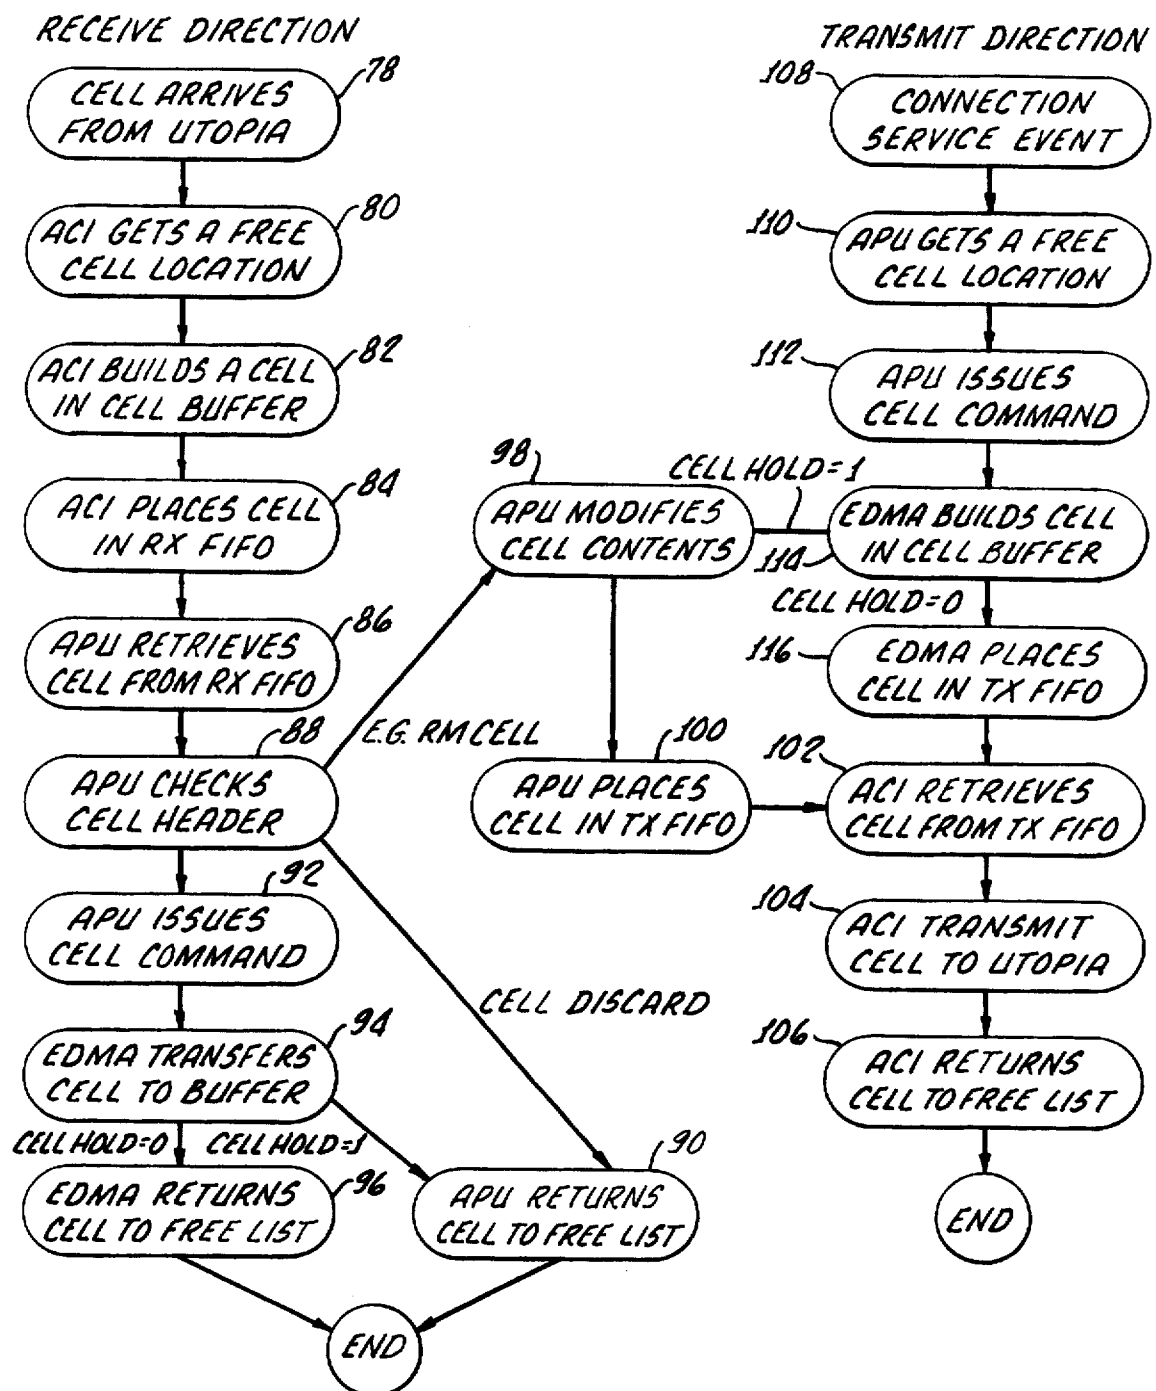 RECEIVE DIRECTION
78
CELL ARRIVES
FROM UTOPIA
80
ACI GETS A FREE
CELL LOCATION
82
ACI BUILDS A CELL
IN CELL BUFFER
84
ACI PLACES CELL
IN RX FIFO
86
APU RETRIEVES
CELL FROM RX FIFO
88
APU CHECKS
CELL HEADER
E.G. RM CELL
CELL DISCARD
92
APU ISSUES
CELL COMMAND
94
EDMA TRANSFERS
CELL TO BUFFER
CELL HOLD=0
CELL HOLD=1
96
EDMA RETURNS
CELL TO FREE LIST
90
APU RETURNS
CELL TO FREE LIST
END
98
APU MODIFIES
CELL CONTENTS
100
APU PLACES
CELL IN TX FIFO
TRANSMIT DIRECTION
108
CONNECTION
SERVICE EVENT
110
APU GETS A FREE
CELL LOCATION
112
APU ISSUES
CELL COMMAND
CELL HOLD=1
114
EDMA BUILDS CELL
IN CELL BUFFER
CELL HOLD=0
116
EDMA PLACES
CELL IN TX FIFO
102
ACI RETRIEVES
CELL FROM TX FIFO
104
ACI TRANSMIT
CELL TO UTOPIA
106
ACI RETURNS
CELL TO FREE LIST
END